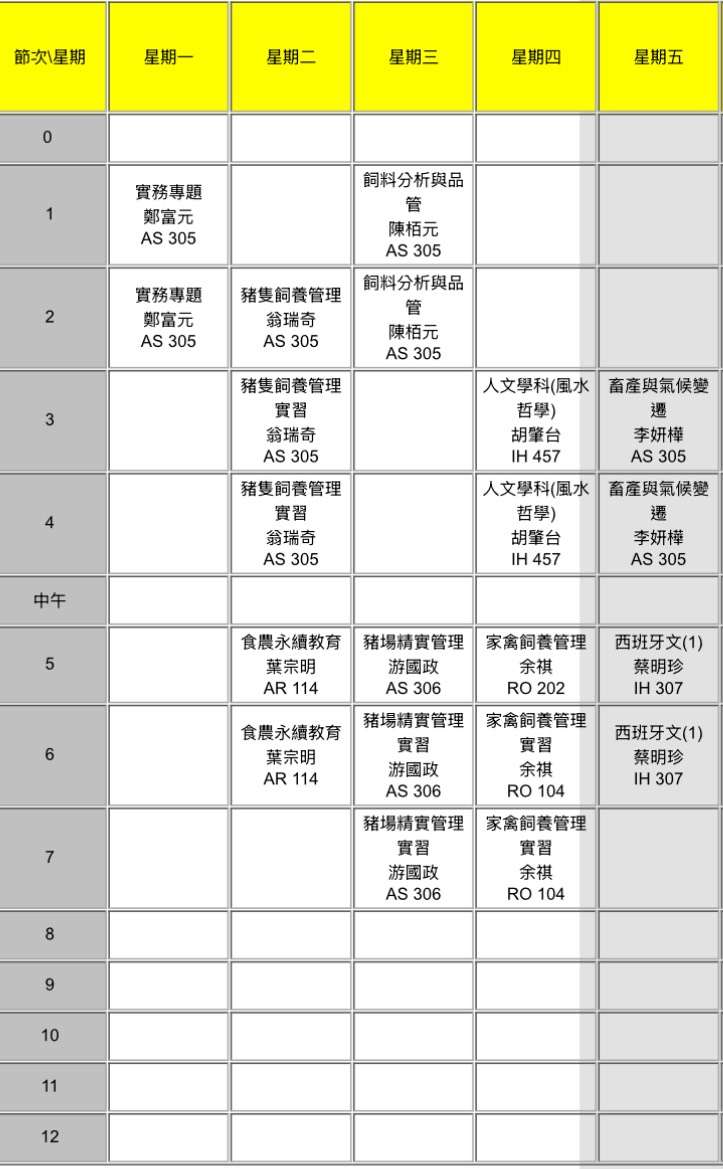 節次\星期 星期一 星期二 星期三 星期四 星期五
0
1
實務專題
鄭富元
AS 305
飼料分析與品
管
陳栢元
AS 305
2
實務專題
鄭富元
AS 305
豬隻飼養管理
翁瑞奇
AS 305
飼料分析與品
管
陳栢元
AS 305
3
豬隻飼養管理
實習
翁瑞奇
AS 305
人文學科(風水
哲學)
胡肇台
IH 457
畜產與氣候變
遷
李妍樺
AS 305
4
豬隻飼養管理
實習
翁瑞奇
AS 305
人文學科(風水
哲學)
胡肇台
IH 457
畜產與氣候變
遷
李妍樺
AS 305
中午
5
食農永續教育
葉宗明
AR 114
豬場精實管理
游國政
AS 306
家禽飼養管理
余祺
RO 202
西班牙文(1)
蔡明珍
IH 307
6
食農永續教育
葉宗明
AR 114
豬場精實管理
實習
游國政
AS 306
家禽飼養管理
實習
余祺
RO 104
西班牙文(1)
蔡明珍
IH 307
7
豬場精實管理
實習
游國政
AS 306
家禽飼養管理
實習
余祺
RO 104
8
9
10
11
12